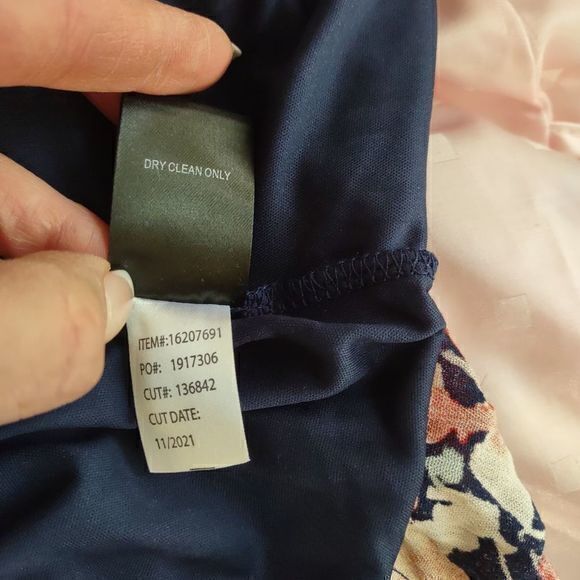 DRY CLEAN ONLY
ITEM#:16207691
PO#: 1917306
CUT#: 136842
CUT DATE:
11/2021